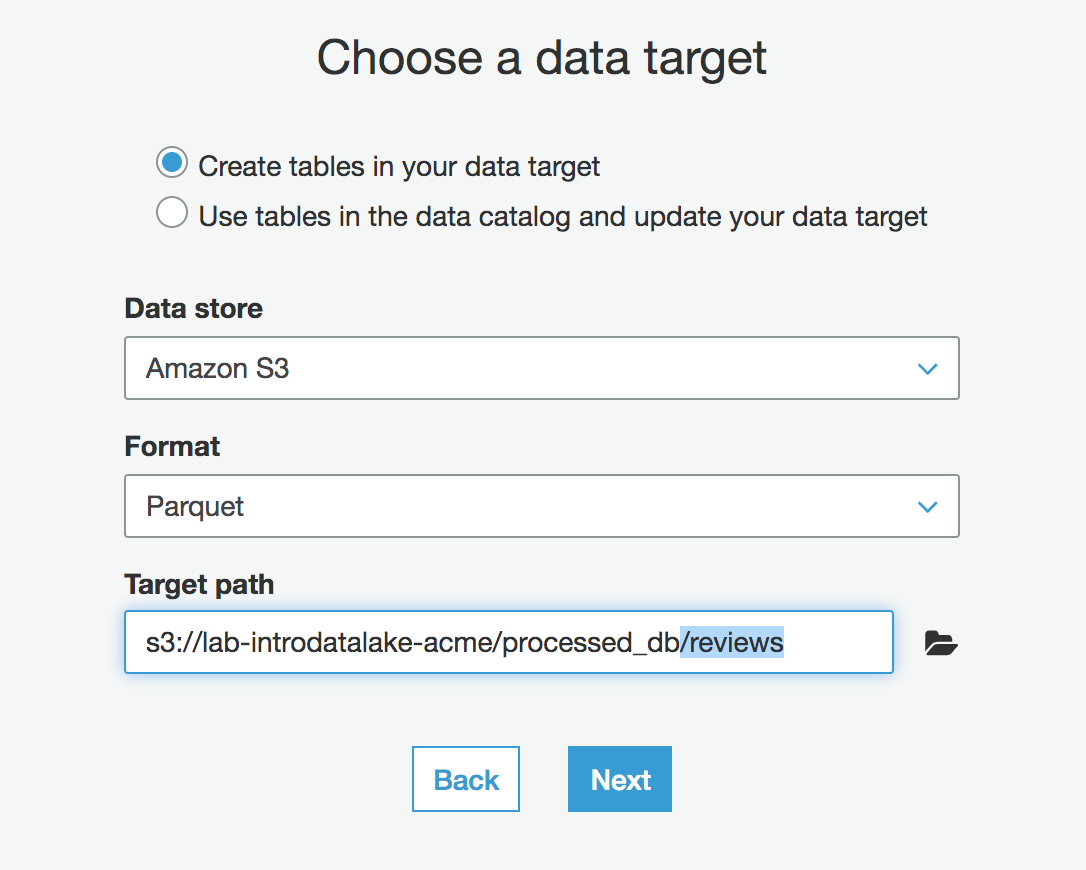 Choose a data target
Create tables in your data target
Use tables in the data catalog and update your data target
Data store
Amazon S3
Format
Parquet
Target path
s3://lab-introdatalake-acme/processed_db/reviews
Back
Next